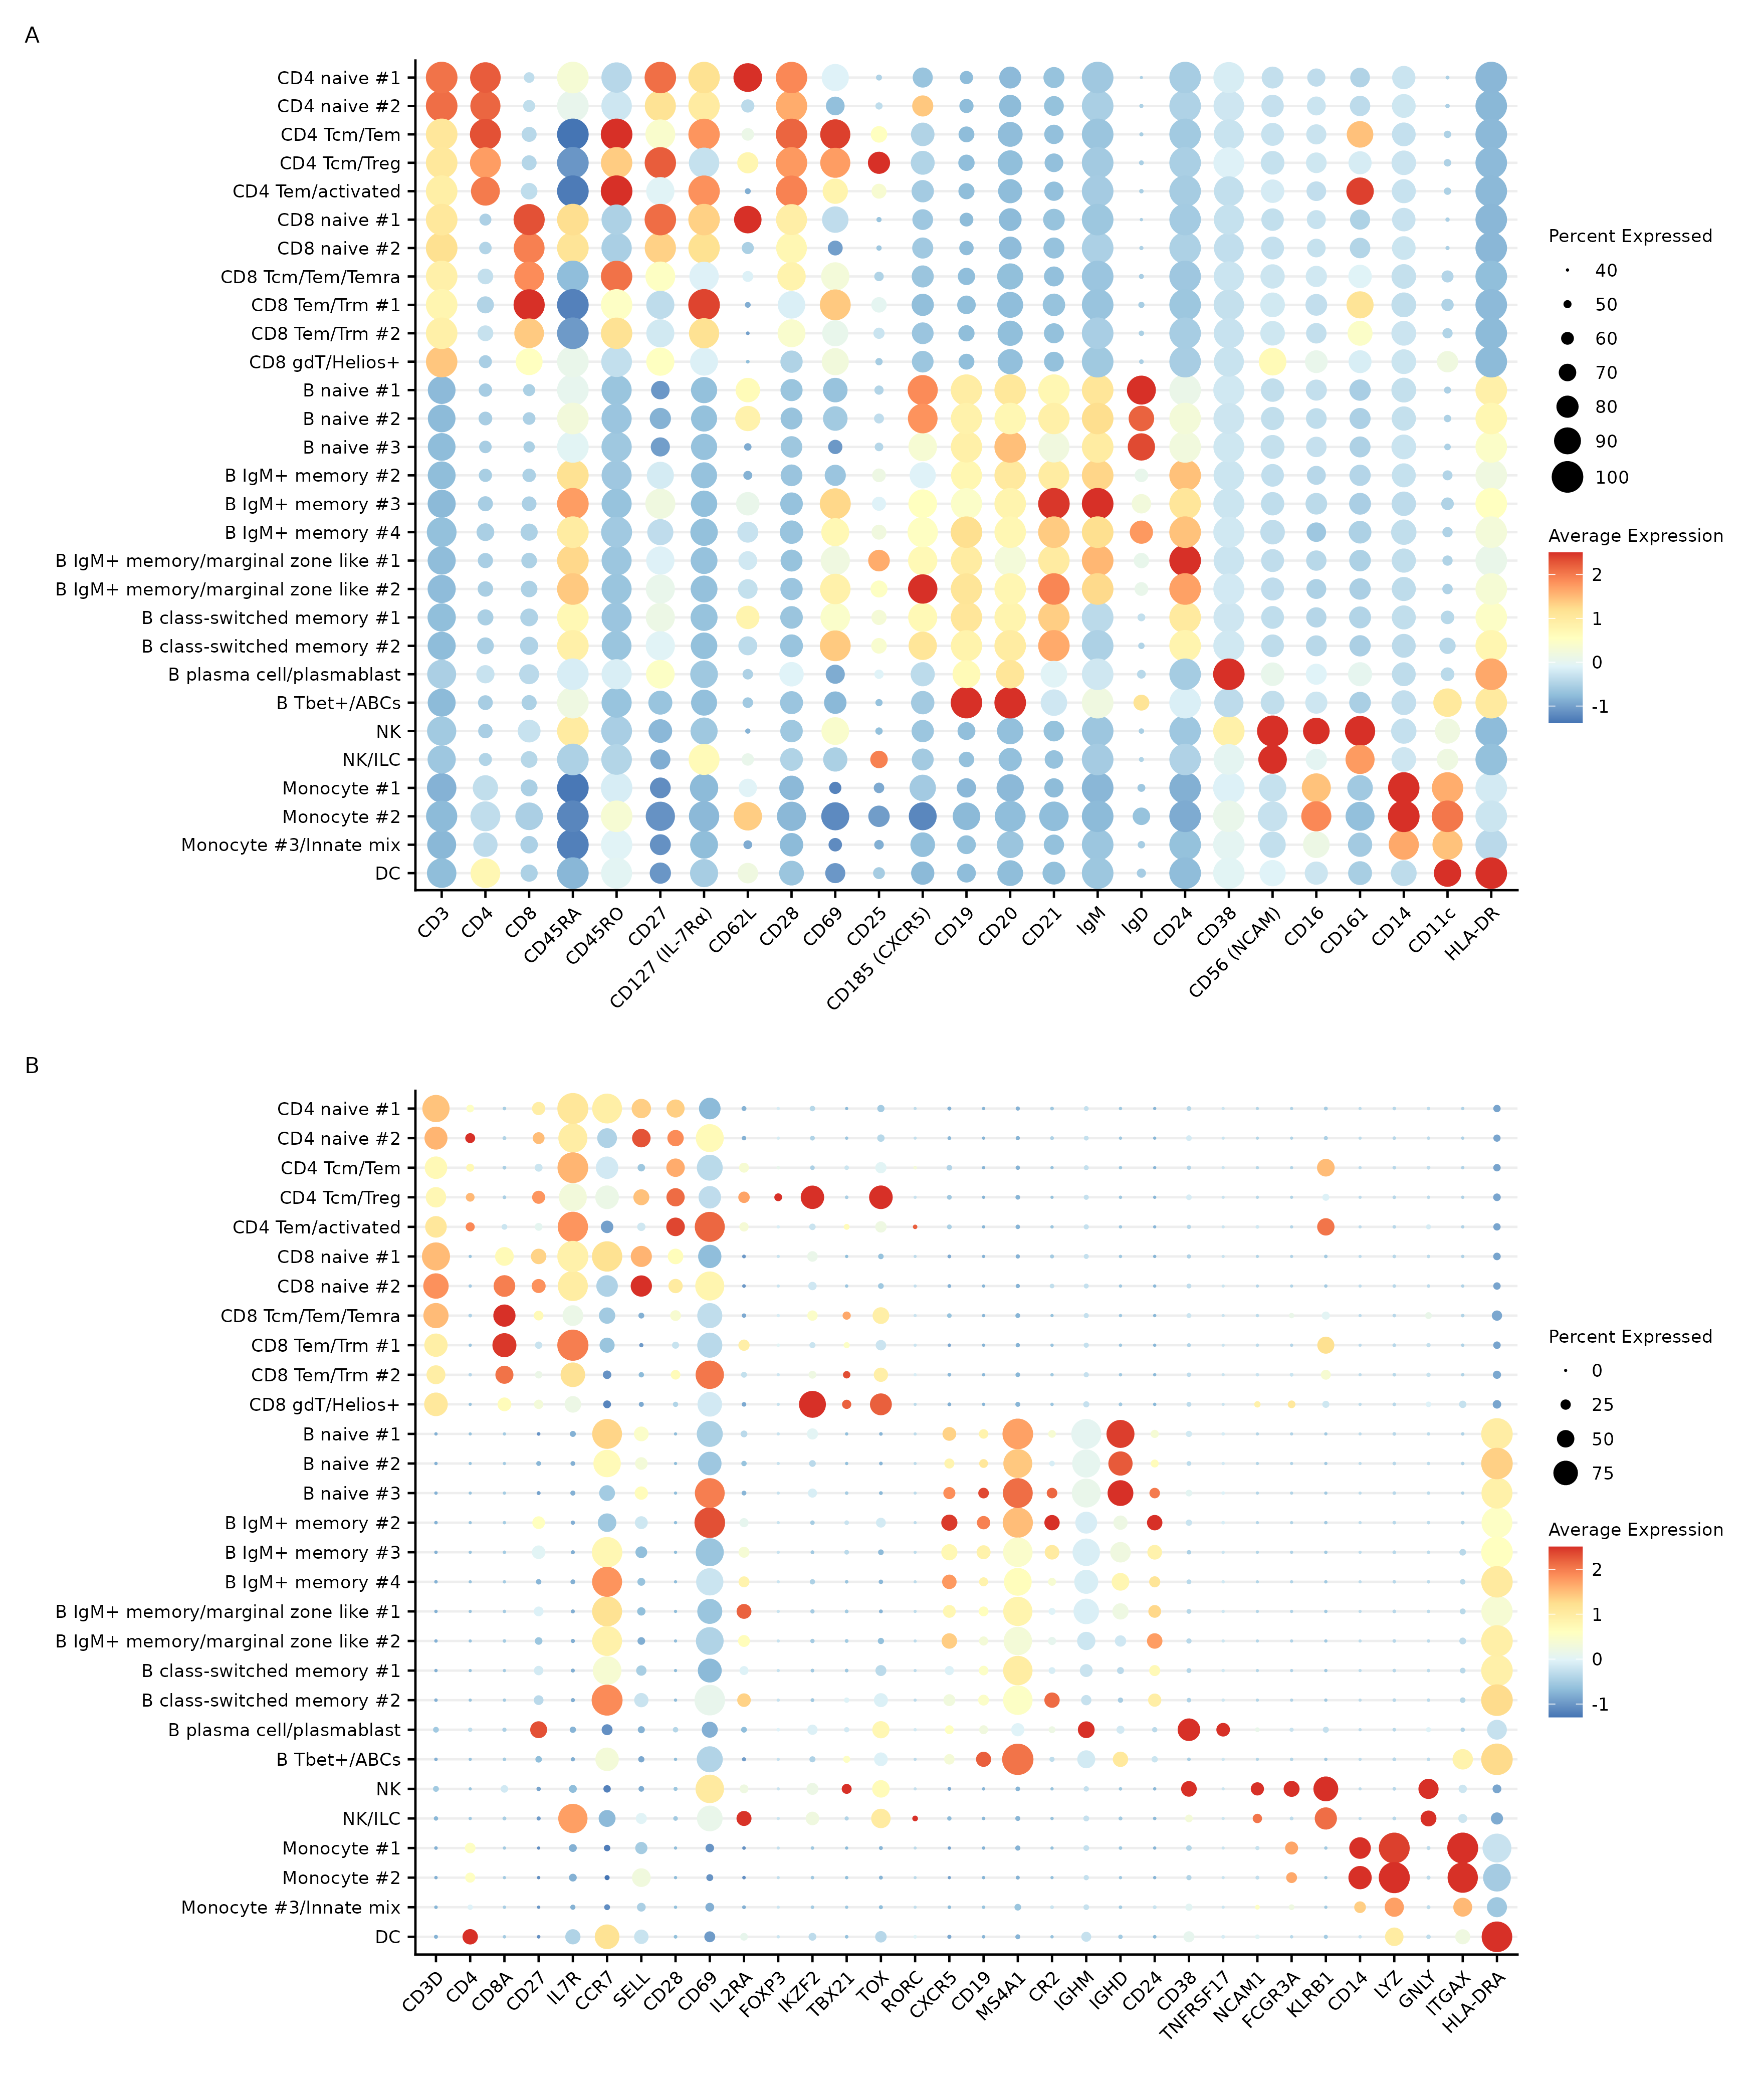 A
CD4 naive #1
CD4 naive #2
CD4 Tcm/Tem
CD4 Tcm/Treg
CD4 Tem/activated
CD8 naive #1
CD8 naive #2
CD8 Tcm/Tem/Temra
CD8 Tem/Trm #1
CD8 Tem/Trm #2
CD8 gdT/Helios+
B naive #1
B naive #2
B naive #3
B IgM+ memory #2
B IgM+ memory #3
B IgM+ memory #4
B IgM+ memory/marginal zone like #1
B IgM+ memory/marginal zone like #2
B class-switched memory #1
B class-switched memory #2
B plasma cell/plasmablast
B Tbet+/ABCs
NK
NK/ILC
Monocyte #1
Monocyte #2
Monocyte #3/Innate mix
DC
CD3
CD4
CD8
CD45RA
CD45RO
CD27
CD127 (IL-7Rα)
CD62L
CD28
CD69
CD25
CD185 (CXCR5)
CD19
CD20
CD21
IgM
IgD
CD24
CD38
CD56 (NCAM)
CD16
CD161
CD14
CD11c
HLA-DR
Percent Expressed
40
50
60
70
80
90
100
Average Expression
2
1
0
-1
B
CD4 naive #1
CD4 naive #2
CD4 Tcm/Tem
CD4 Tcm/Treg
CD4 Tem/activated
CD8 naive #1
CD8 naive #2
CD8 Tcm/Tem/Temra
CD8 Tem/Trm #1
CD8 Tem/Trm #2
CD8 gdT/Helios+
B naive #1
B naive #2
B naive #3
B IgM+ memory #2
B IgM+ memory #3
B IgM+ memory #4
B IgM+ memory/marginal zone like #1
B IgM+ memory/marginal zone like #2
B class-switched memory #1
B class-switched memory #2
B plasma cell/plasmablast
B Tbet+/ABCs
NK
NK/ILC
Monocyte #1
Monocyte #2
Monocyte #3/Innate mix
DC
CD3D
CD4
CD8A
CD27
IL7R
CCR7
SELL
CD28
CD69
IL2RA
FOXP3
IKZF2
TBX21
TOX
RORC
CXCR5
CD19
MS4A1
CR2
IGHM
IGHD
CD24
CD38
TNFRSF17
NCAM1
FCGR3A
KLRB1
CD14
LYZ
GNLY
ITGAX
HLA-DRA
Percent Expressed
0
25
50
75
Average Expression
2
1
0
-1